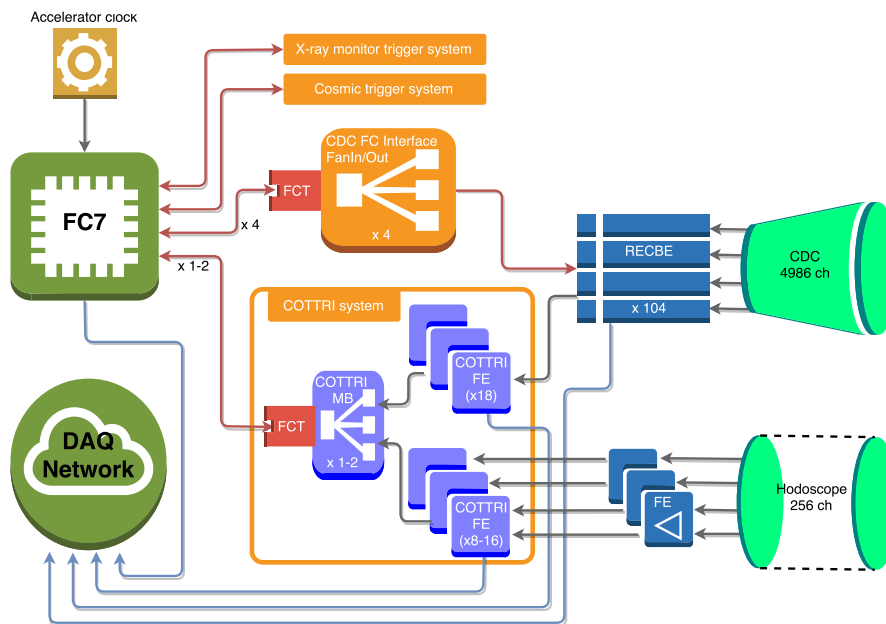 Accelerator clock
X-ray monitor trigger system
Cosmic trigger system
CDC FC Interface
FanIn/Out
FCT
x 4
FC7
x 4
x 1-2
RECBE
x 104
CDC
4986 ch
COTTRI system
COTTRI
FE
(x18)
COTTRI
MB
FCT
x 1-2
DAQ
Network
COTTRI
FE
(x8-16)
FE
Hodoscope
256 ch